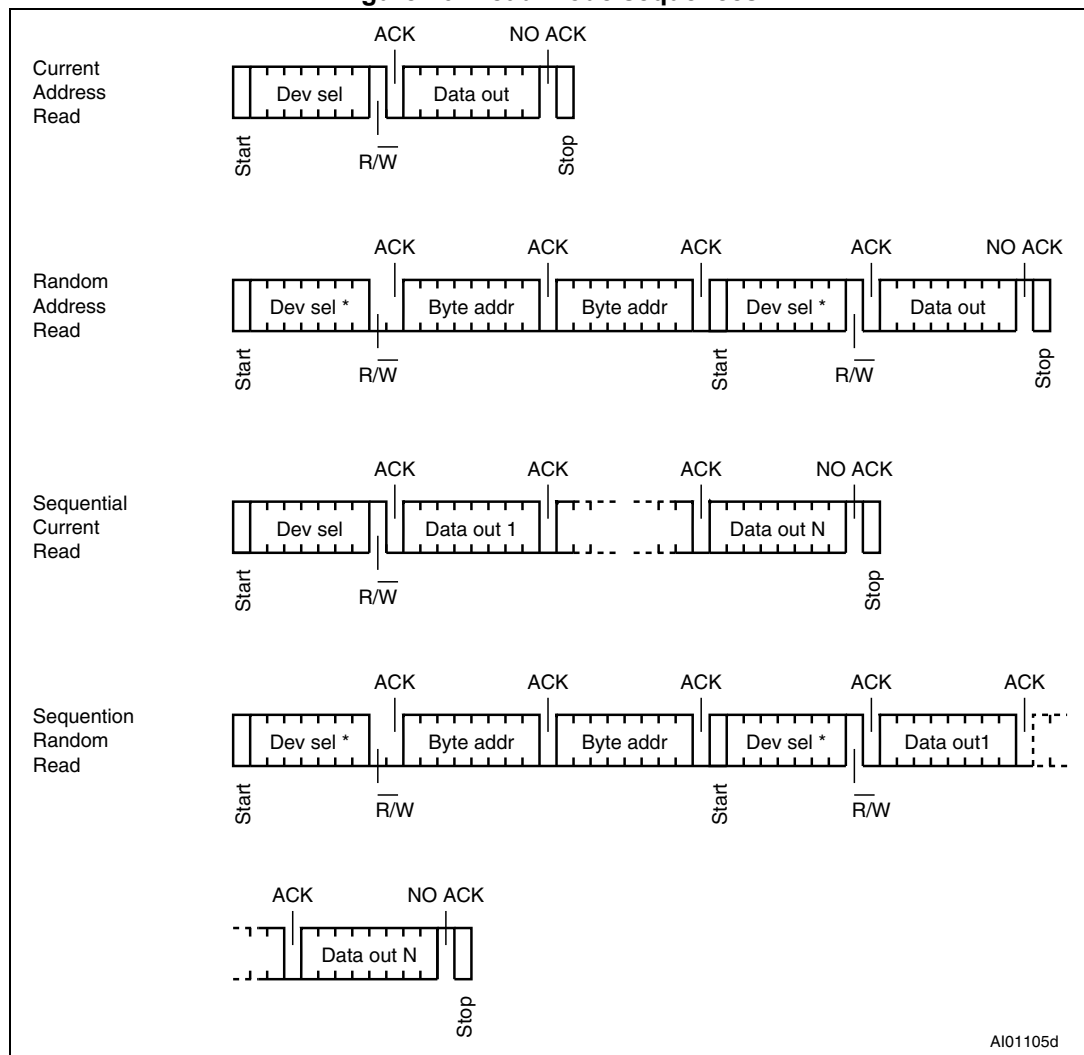 Figure Read mode sequences
ACK NO ACK
Current
Address
Read
Dev sel Data out
Start R/W̅ Stop
ACK ACK ACK ACK NO ACK
Random
Address
Read
Dev sel * Byte addr Byte addr Dev sel * Data out
Start R/W̅ Start R/W̅ Stop
ACK ACK ACK NO ACK
Sequential
Current
Read
Dev sel Data out 1 Data out N
Start R/W̅ Stop
ACK ACK ACK ACK ACK
Sequention
Random
Read
Dev sel * Byte addr Byte addr Dev sel * Data out1
Start R̅/W Start R̅/W
ACK NO ACK
Data out N
Stop
AI01105d